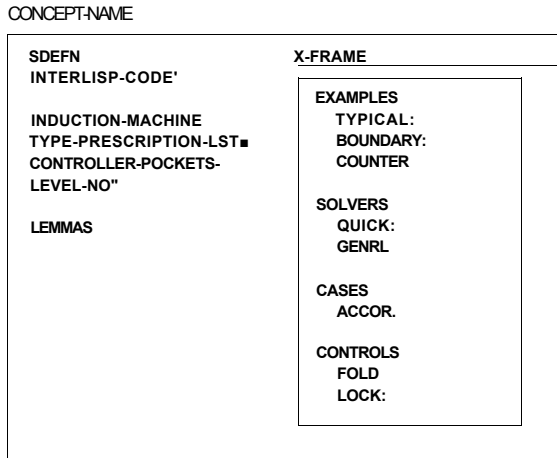 CONCEPT-NAME
SDEFN
INTERLISP-CODE'
INDUCTION-MACHINE
TYPE-PRESCRIPTION-LST■
CONTROLLER-POCKETS-
LEVEL-NO"
LEMMAS
X-FRAME
EXAMPLES
TYPICAL:
BOUNDARY:
COUNTER
SOLVERS
QUICK:
GENRL
CASES
ACCOR.
CONTROLS
FOLD
LOCK: